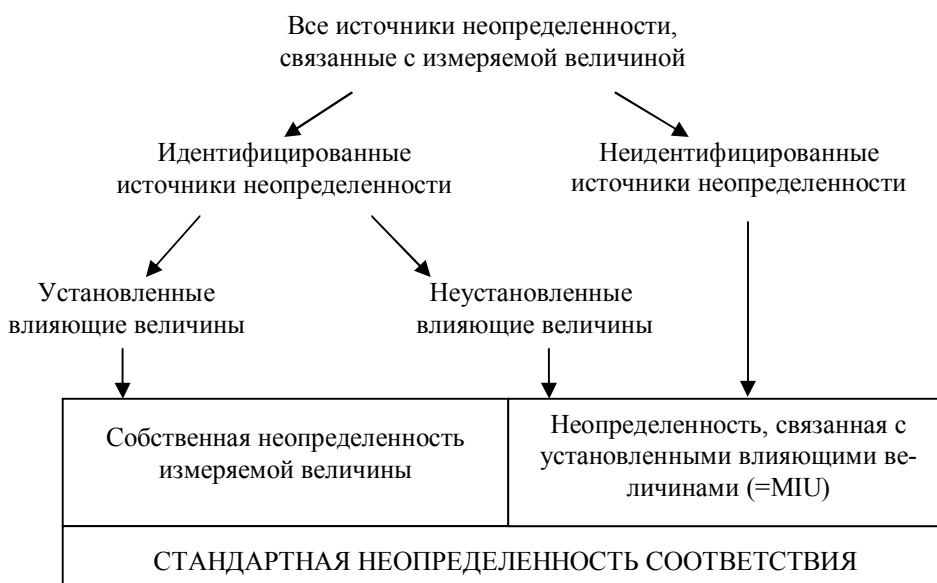 Все источники неопределенности,
связанные с измеряемой величиной
Идентифицированные
источники неопределенности
Неидентифицированные
источники неопределенности
Установленные
влияющие величины
Неустановленные
влияющие величины
Собственная неопределенность
измеряемой величины
Неопределенность, связанная с
установленными влияющими ве-
личинами (=MIU)
СТАНДАРТНАЯ НЕОПРЕДЕЛЕННОСТЬ СООТВЕТСТВИЯ